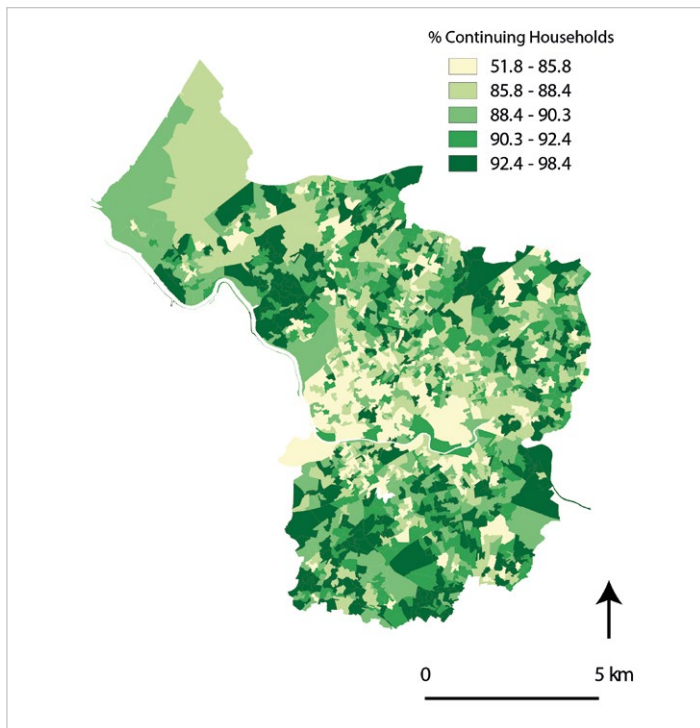 % Continuing Households
51.8 - 85.8
85.8 - 88.4
88.4 - 90.3
90.3 - 92.4
92.4 - 98.4
0 5 km